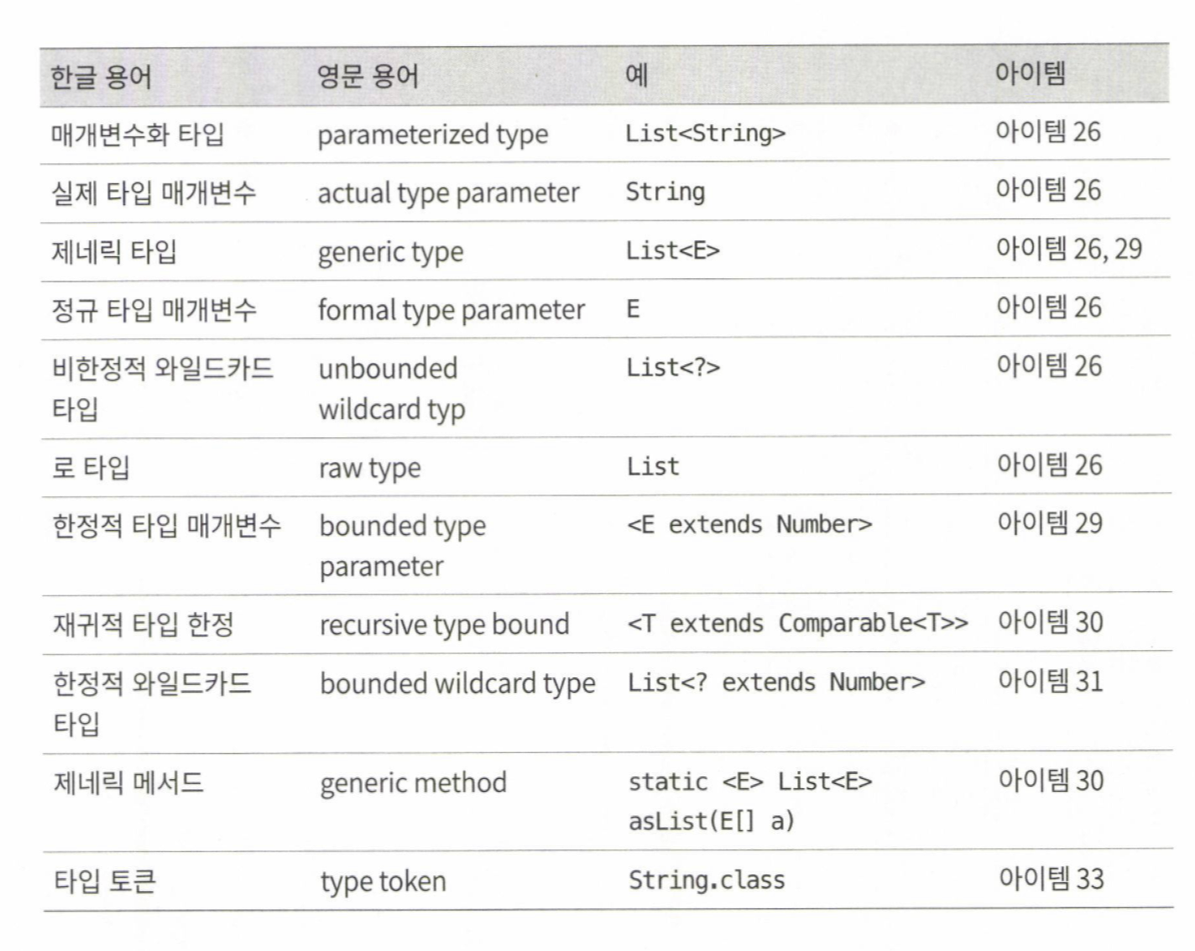 한글 용어 영문 용어 예 아이템
매개변수화 타입 parameterized type List<String> 아이템 26
실제 타입 매개변수 actual type parameter String 아이템 26
제네릭 타입 generic type List<E> 아이템 26, 29
정규 타입 매개변수 formal type parameter E 아이템 26
비한정적 와일드카드 unbounded List<?> 아이템 26
타입 wildcard typ
로 타입 raw type List 아이템 26
한정적 타입 매개변수 bounded type <E extends Number> 아이템 29
parameter
재귀적 타입 한정 recursive type bound <T extends Comparable<T>> 아이템 30
한정적 와일드카드 bounded wildcard type List<? extends Number> 아이템 31
타입
제네릭 메서드 generic method static <E> List<E> 아이템 30
asList(E[] a)
타입 토큰 type token String.class 아이템 33